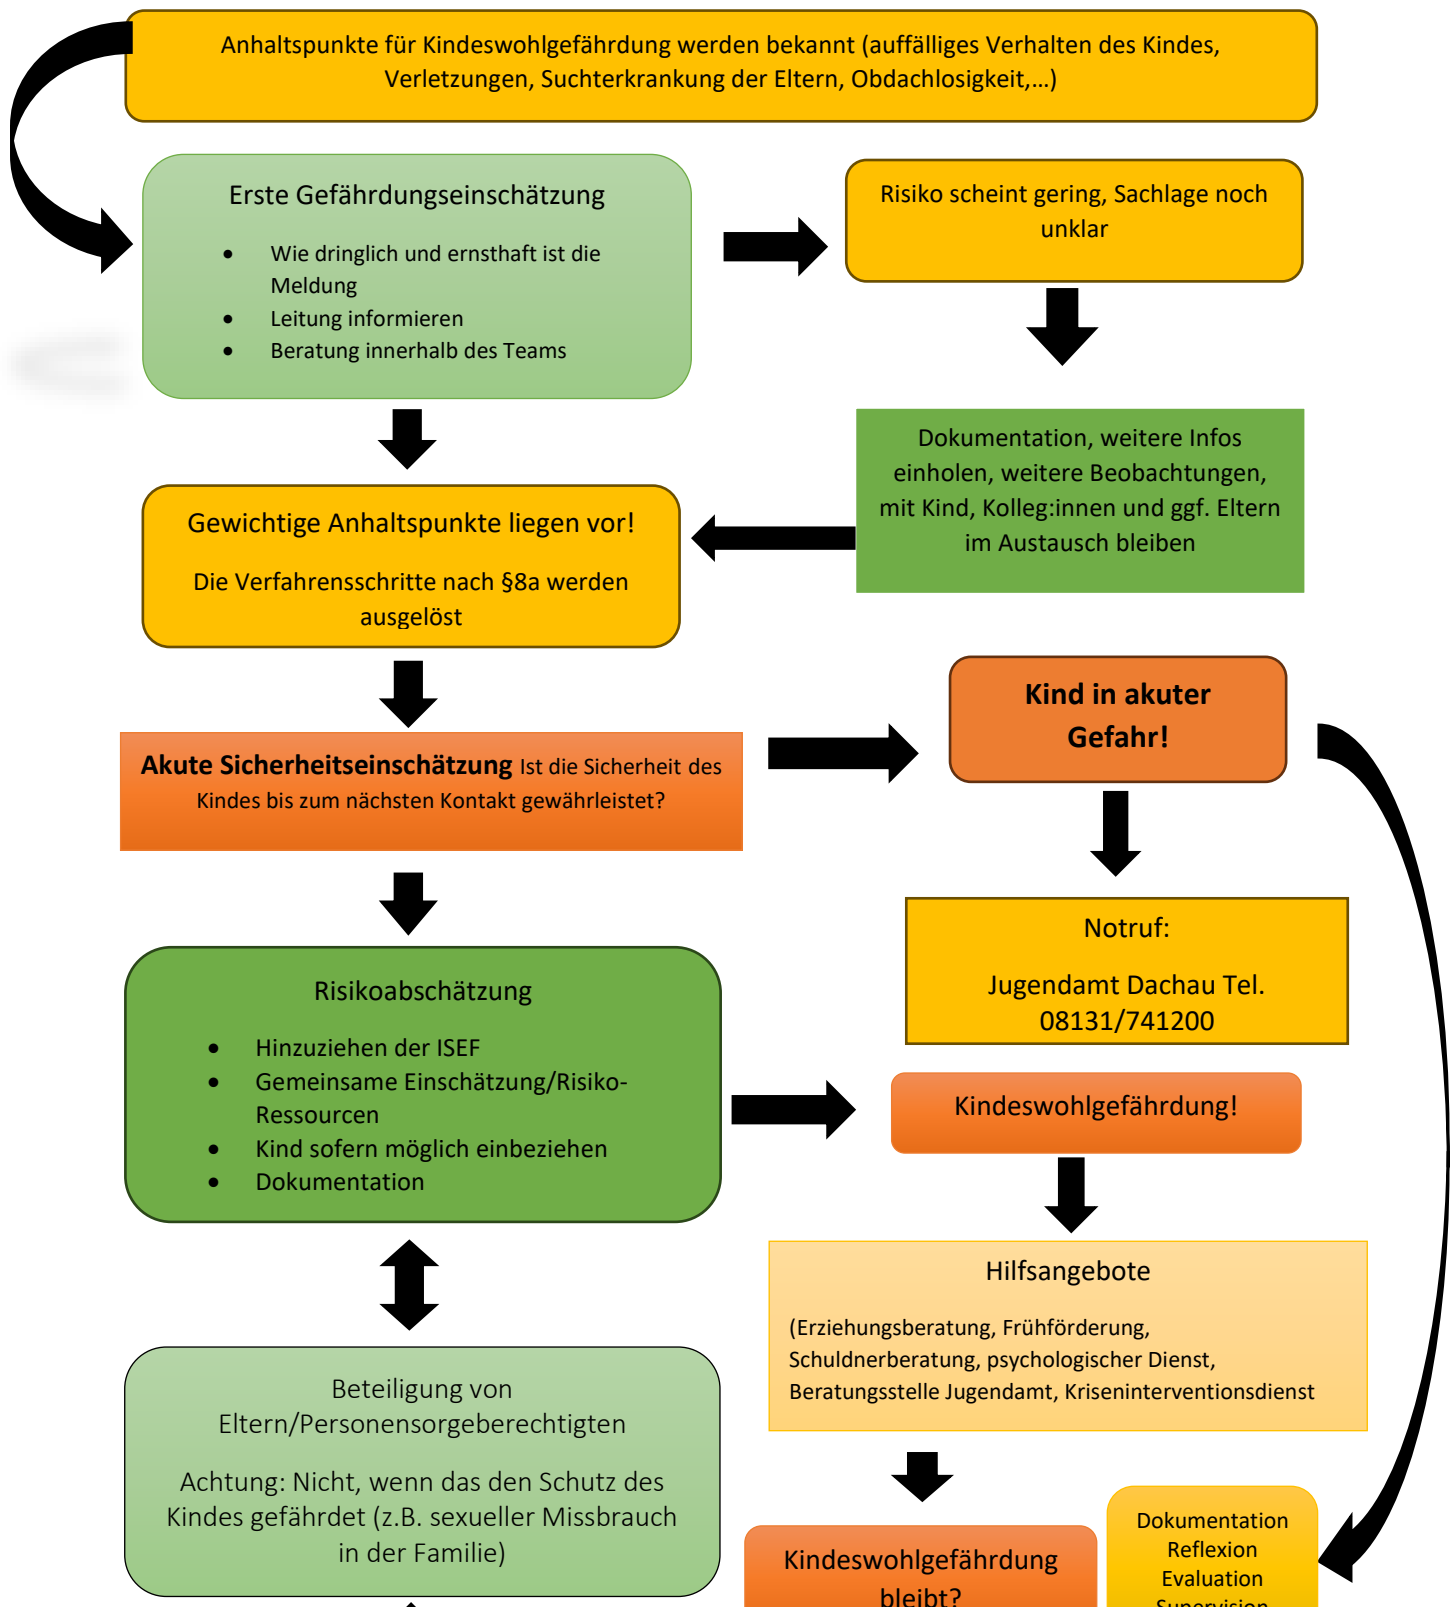 Anhaltspunkte für Kindeswohlgefährdung werden bekannt (auffälliges Verhalten des Kindes,
Verletzungen, Suchterkrankung der Eltern, Obdachlosigkeit,…)
Erste Gefährdungseinschätzung
• Wie dringlich und ernsthaft ist die
Meldung
• Leitung informieren
• Beratung innerhalb des Teams
Risiko scheint gering, Sachlage noch
unklar
Dokumentation, weitere Infos
einholen, weitere Beobachtungen,
mit Kind, Kolleg:innen und ggf. Eltern
im Austausch bleiben
Gewichtige Anhaltspunkte liegen vor!
Die Verfahrensschritte nach §8a werden
ausgelöst
Akute Sicherheitseinschätzung Ist die Sicherheit des
Kindes bis zum nächsten Kontakt gewährleistet?
Kind in akuter
Gefahr!
Notruf:
Jugendamt Dachau Tel.
08131/741200
Risikoabschätzung
• Hinzuziehen der ISEF
• Gemeinsame Einschätzung/Risiko-
Ressourcen
• Kind sofern möglich einbeziehen
• Dokumentation
Kindeswohlgefährdung!
Hilfsangebote
(Erziehungsberatung, Frühförderung,
Schuldnerberatung, psychologischer Dienst,
Beratungsstelle Jugendamt, Kriseninterventionsdienst
Beteiligung von
Eltern/Personensorgeberechtigten
Achtung: Nicht, wenn das den Schutz des
Kindes gefährdet (z.B. sexueller Missbrauch
in der Familie)
Kindeswohlgefährdung
bleibt?
Dokumentation
Reflexion
Evaluation
Supervision